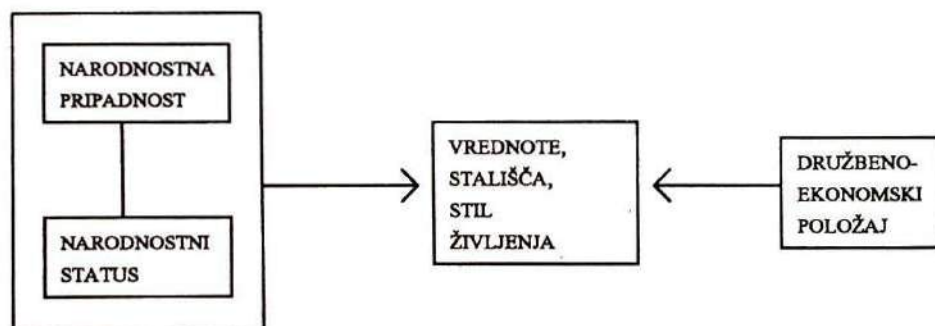 NARODNOSTNA
PRIPADNOST
NARODNOSTNI
STATUS
VREDNOTE,
STALIŠČA,
STIL
ŽIVLJENJA
DRUŽBENO-
EKONOMSKI
POLOŽAJ